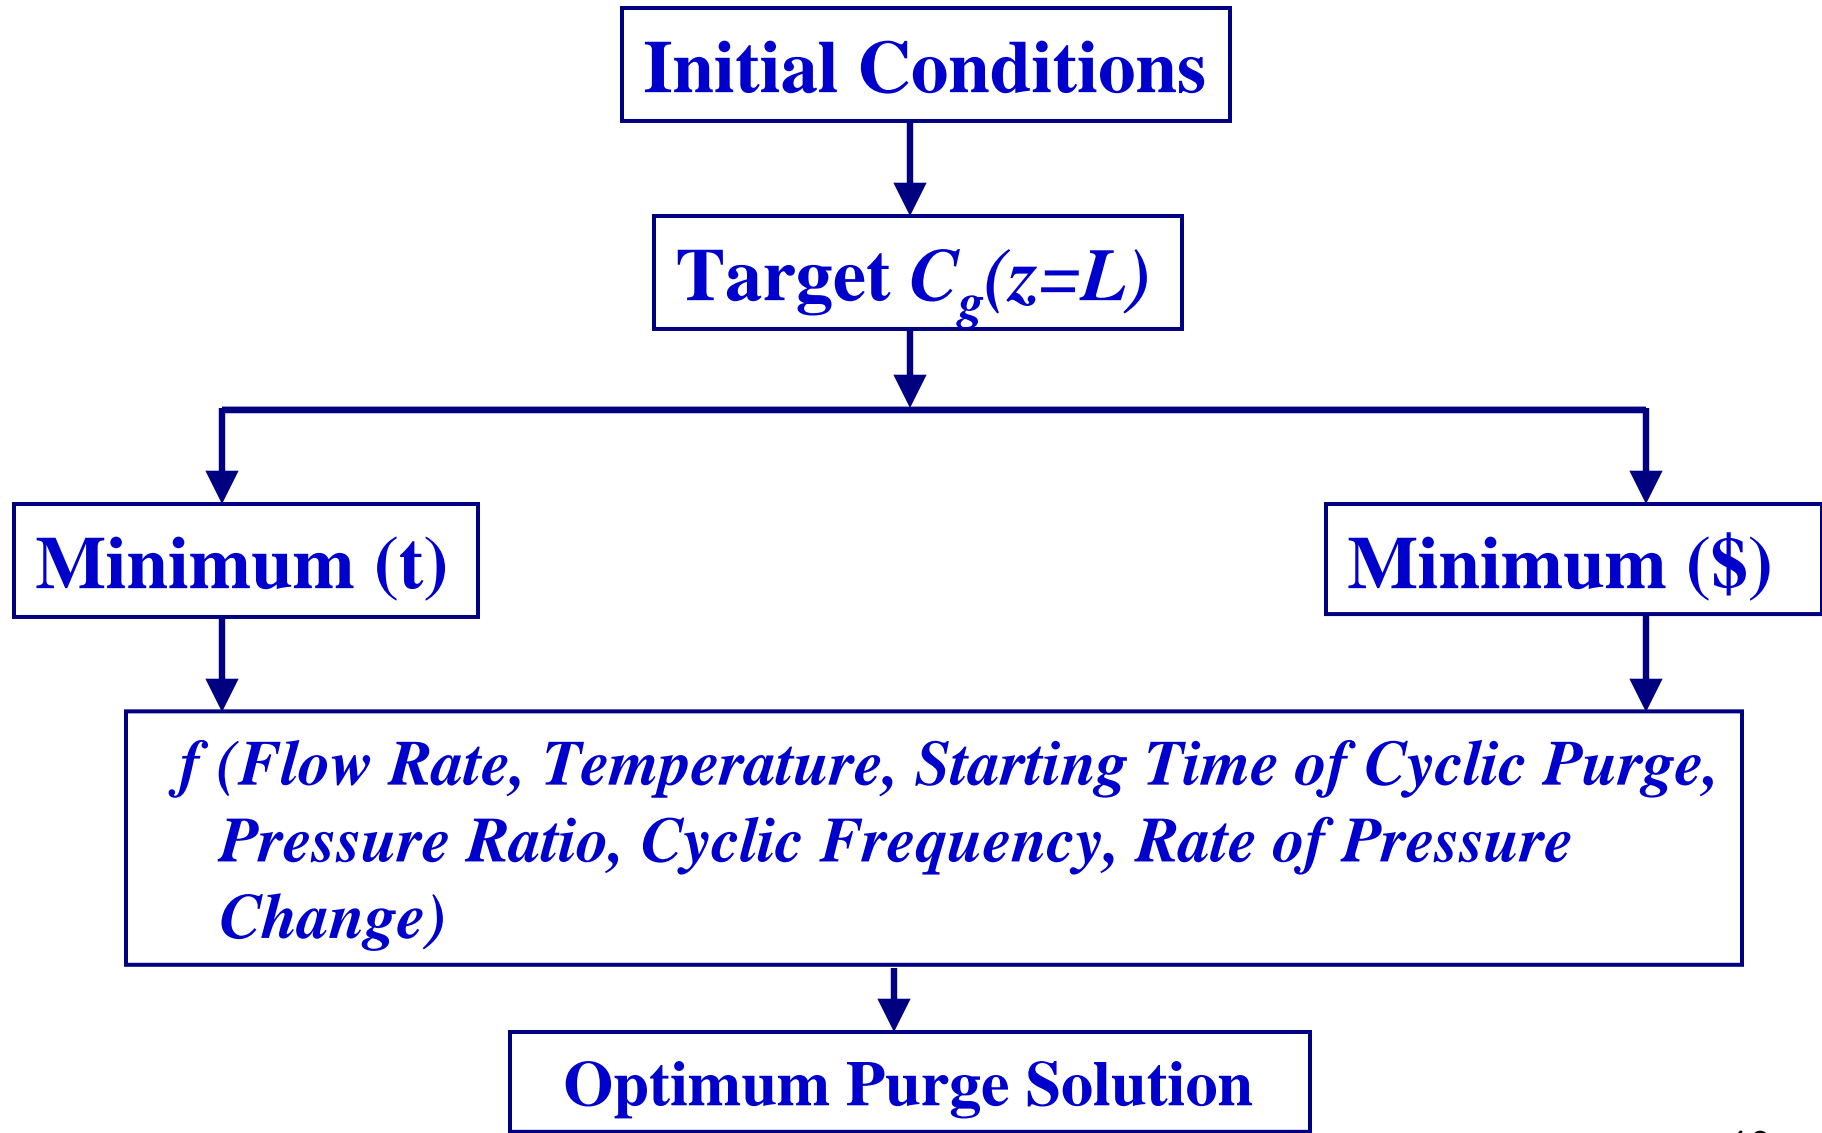 Initial Conditions
Target Cg(z=L)
Minimum (t)
Minimum ($)
f (Flow Rate, Temperature, Starting Time of Cyclic Purge,
Pressure Ratio, Cyclic Frequency, Rate of Pressure
Change)
Optimum Purge Solution